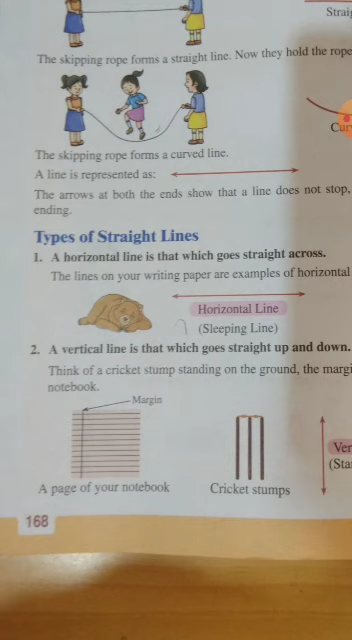 Straig
The skipping rope forms a straight line. Now they hold the rope
Curv
The skipping rope forms a curved line.
A line is represented as:
The arrows at both the ends show that a line does not stop,
ending.
Types of Straight Lines
1. A horizontal line is that which goes straight across.
The lines on your writing paper are examples of horizontal
Horizontal Line
(Sleeping Line)
2. A vertical line is that which goes straight up and down.
Think of a cricket stump standing on the ground, the margi
notebook.
Margin
Ver
(Sta
A page of your notebook
Cricket stumps
168